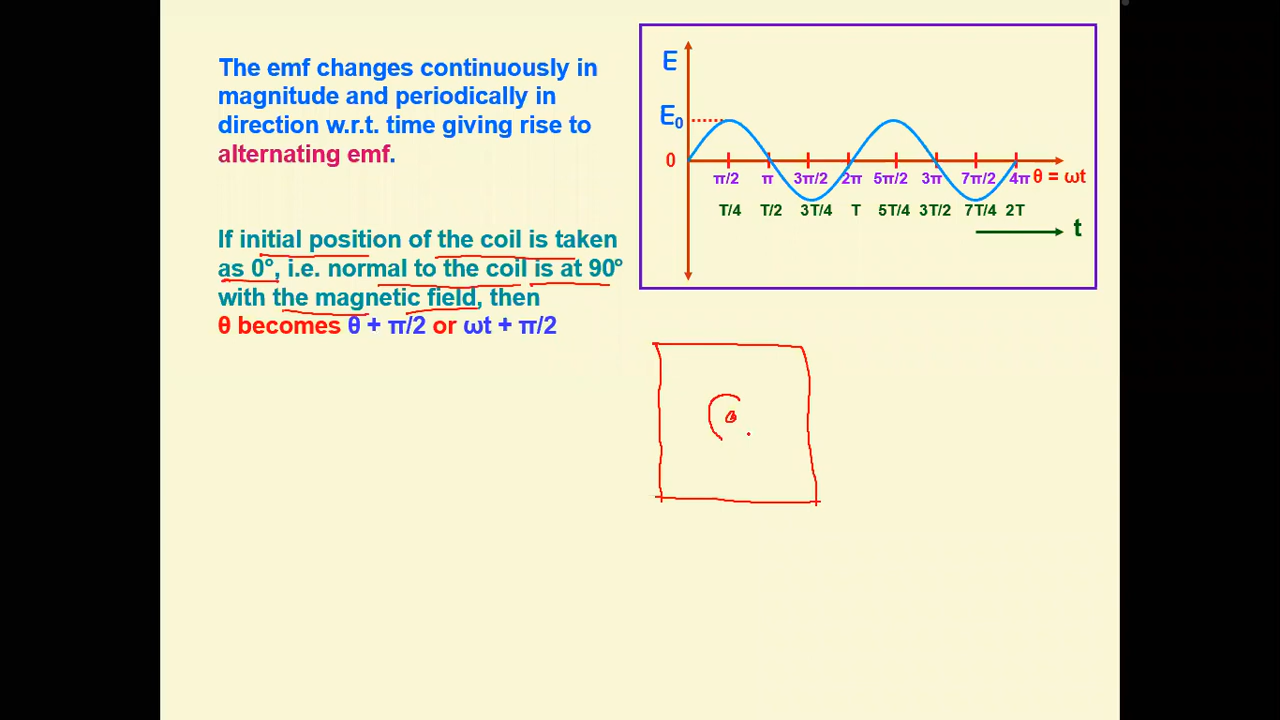 The emf changes continuously in
magnitude and periodically in
direction w.r.t. time giving rise to
alternating emf.
If initial position of the coil is taken
as 0°, i.e. normal to the coil is at 90°
with the magnetic field, then
θ becomes θ + π/2 or ωt + π/2
E
E₀
0
π/2 π 3π/2 2π 5π/2 3π 7π/2 4π θ = ωt
T/4 T/2 3T/4 T 5T/4 3T/2 7T/4 2T
t